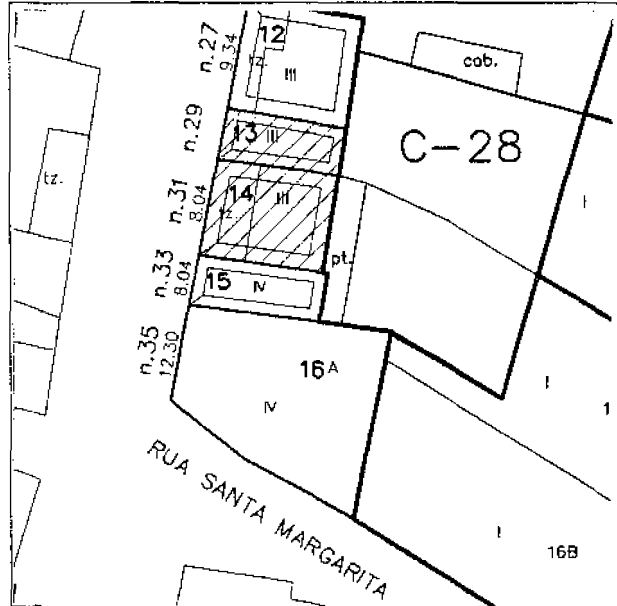 n.27
9.34
12
tz.
III
cob.
n.29
13
III
C-28
tz.
n.31
8.04
14
III
tz.
I
n.33
8.04
15
IV
pt.
n.35
12.30
16A
IV
I
1
RUA SANTA MARGARITA
I
16B